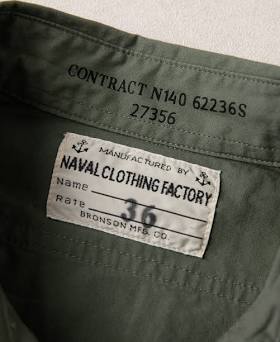 CONTRACT N140 62236S
27356
MANUFACTURED BY
NAVAL CLOTHING FACTORY
Name
Rate 36
BRONSON MFG. CO.